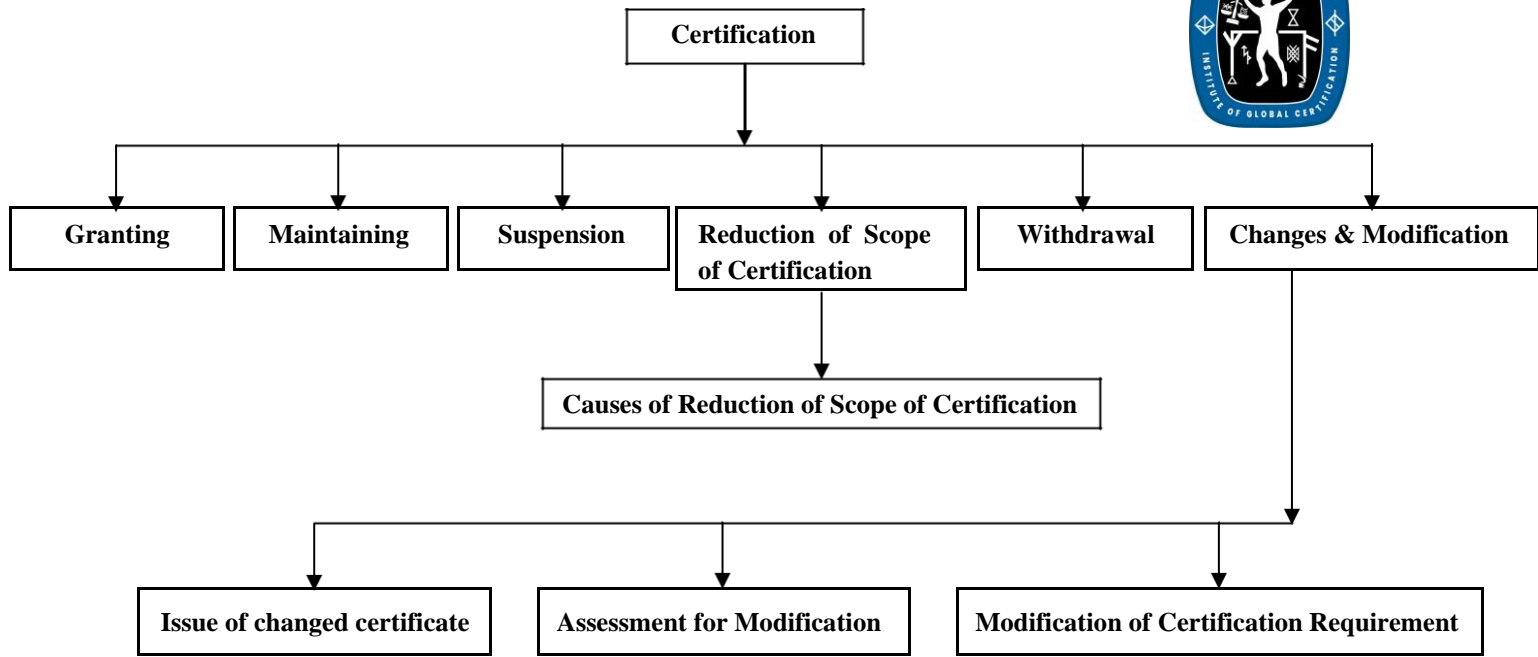 Certification
INSTITUTE OF GLOBAL CERTIFICATION
Granting
Maintaining
Suspension
Reduction of Scope
of Certification
Withdrawal
Changes & Modification
Causes of Reduction of Scope of Certification
Issue of changed certificate
Assessment for Modification
Modification of Certification Requirement